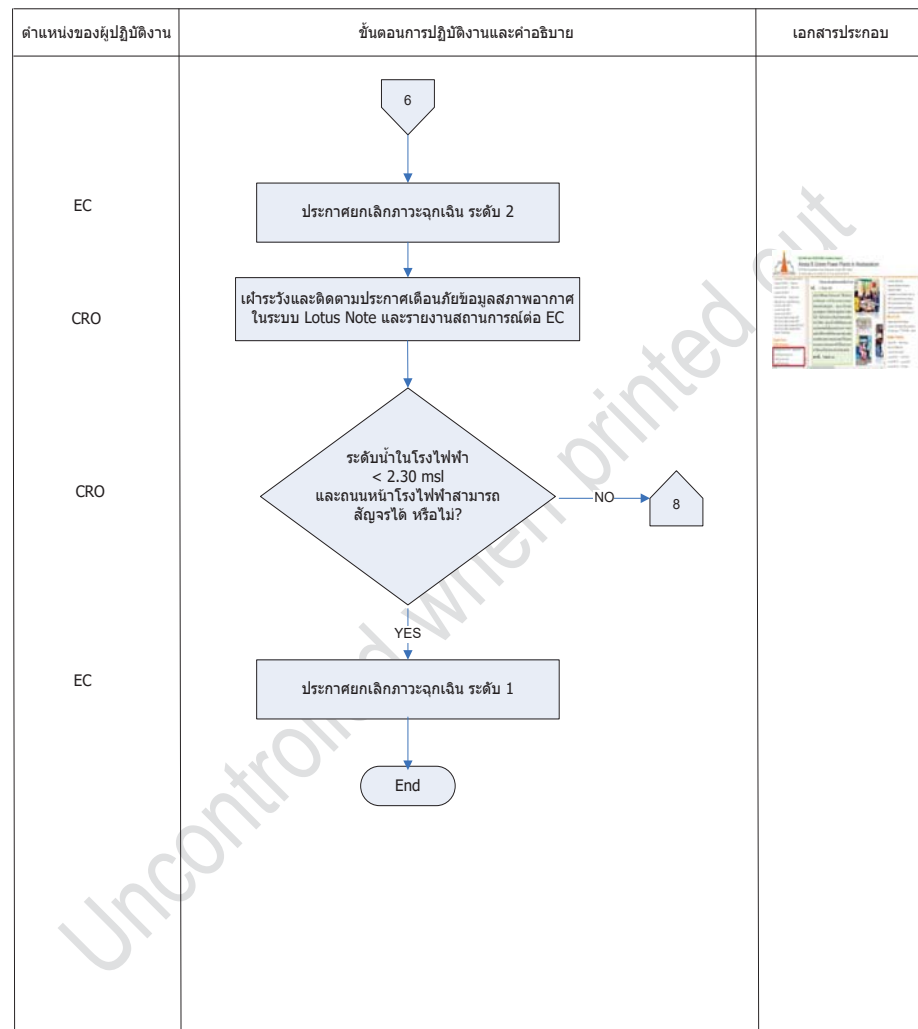 ตำแหน่งของผู้ปฏิบัติงาน
ขั้นตอนการปฏิบัติงานและคำอธิบาย
เอกสารประกอบ
6
EC
ประกาศยกเลิกภาวะฉุกเฉิน ระดับ 2
CRO
เฝ้าระวังและติดตามประกาศเตือนภัยข้อมูลสภาพอากาศ
ในระบบ Lotus Note และรายงานสถานการณ์ต่อ EC
CRO
ระดับน้ำในโรงไฟฟ้า
< 2.30 msl
และถนนหน้าโรงไฟฟ้าสามารถ
สัญจรได้ หรือไม่?
NO
8
YES
EC
ประกาศยกเลิกภาวะฉุกเฉิน ระดับ 1
End
Uncontrolled when printed out